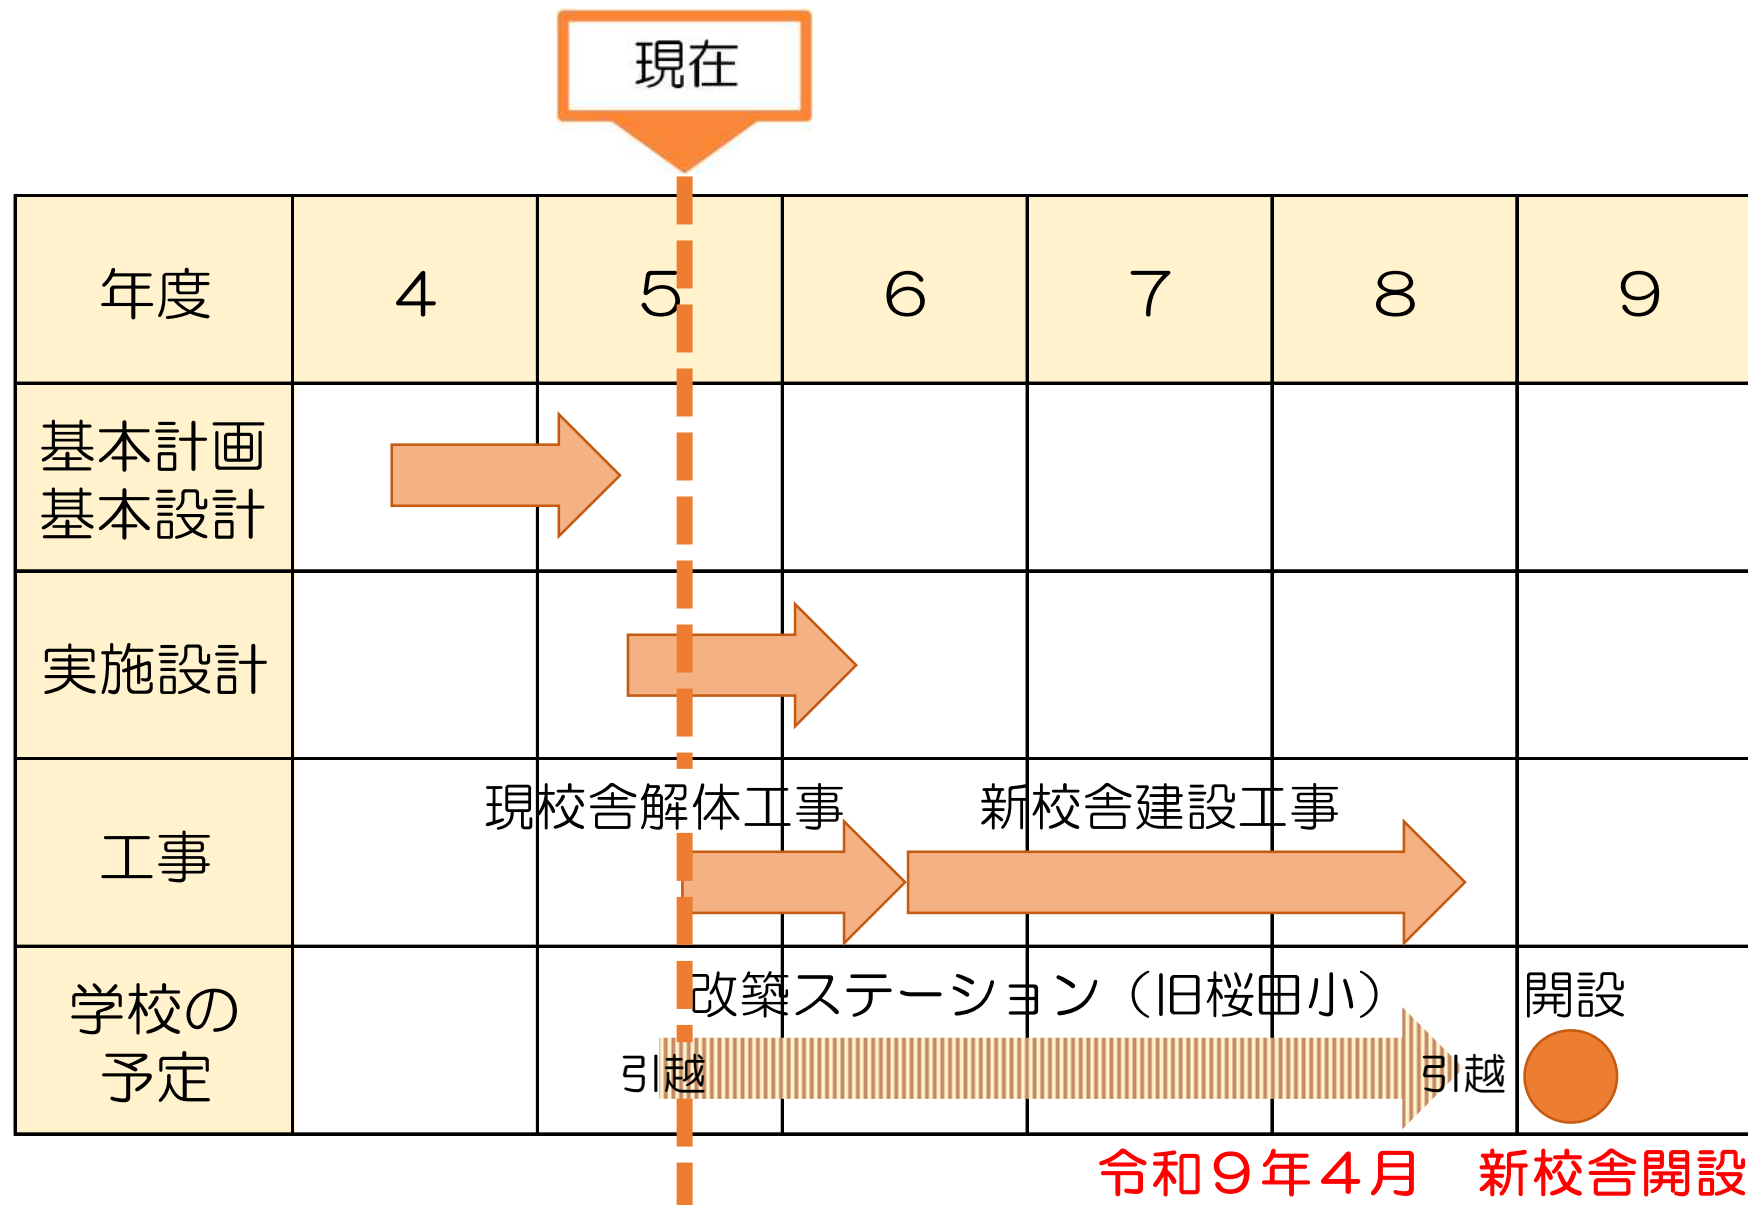 現在
年度
４
５
６
７
８
９
基本計画
基本設計
実施設計
工事
現校舎解体工事
新校舎建設工事
学校の
予定
改築ステーション（旧桜田小）
開設
引越
引越
令和９年４月　新校舎開設